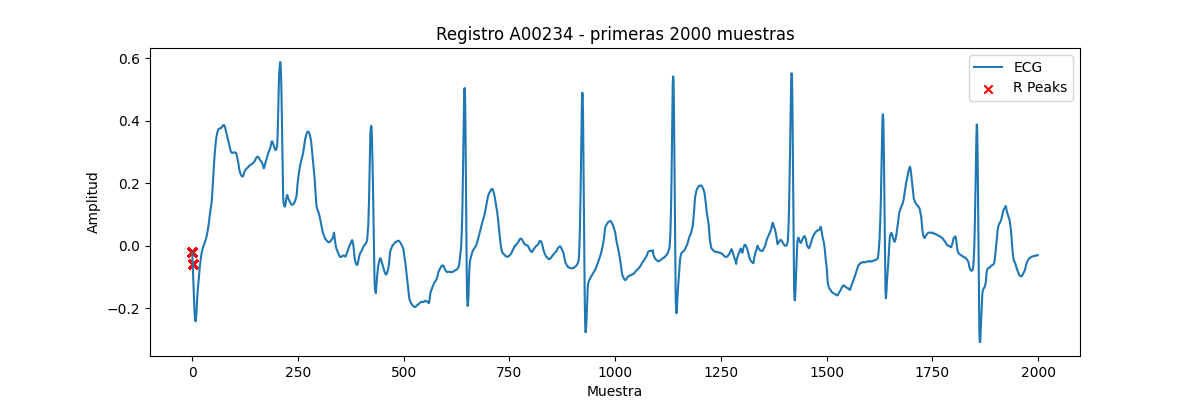 Registro A00234 - primeras 2000 muestras
ECG
R Peaks
Amplitud
0.6
0.4
0.2
0.0
−0.2
0 250 500 750 1000 1250 1500 1750 2000
Muestra